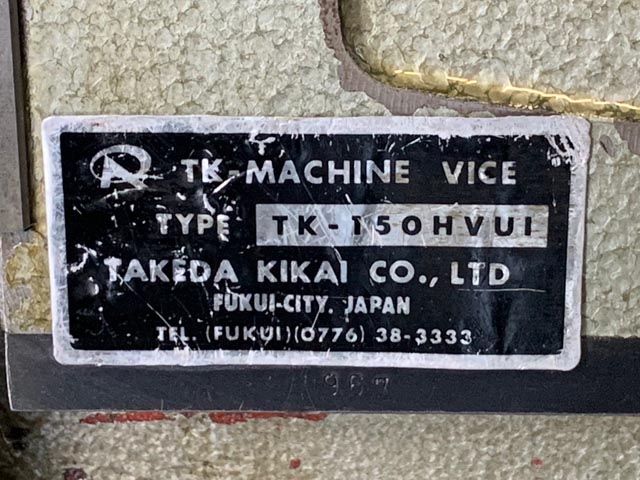 TK-MACHINE VICE
TYPE TK-150HVUI
TAKEDA KIKAI CO., LTD
FUKUI-CITY. JAPAN
TEL. (FUKUI)(0776) 38-3333